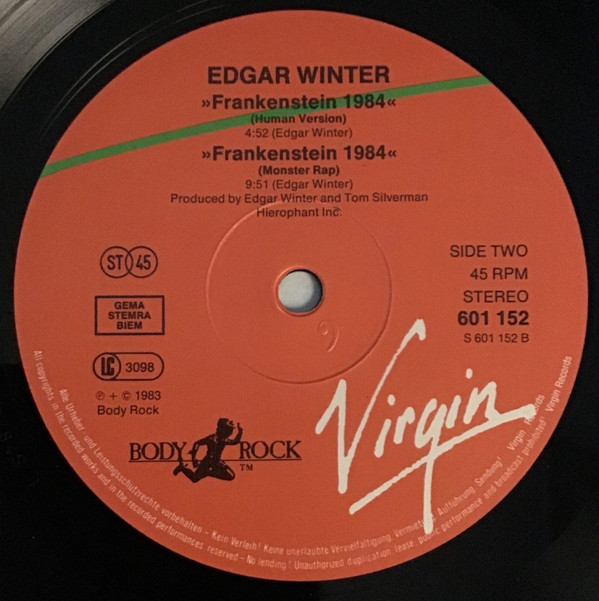 EDGAR WINTER
»Frankenstein 1984«
(Human Version)
4:52 (Edgar Winter)
»Frankenstein 1984«
(Monster Rap)
9:51 (Edgar Winter)
Produced by Edgar Winter and Tom Silverman
Hierophant Inc.
ST 45
GEMA
STEMRA
BIEM
LC 3098
℗ + © 1983
Body Rock
SIDE TWO
45 RPM
STEREO
601 152
S 601 152 B
BODY ROCK
TM
Virgin
Alle Urheber- und Leistungsschutzrechte vorbehalten – Kein Verleih! Keine unerlaubte Vervielfältigung, Vermietung, Aufführung, Sendung! Virgin Records
All copyrights in the recorded works and in the recorded performances reserved – No lending! Unauthorized duplication, lease, public performance and broadcast prohibited! Virgin Records